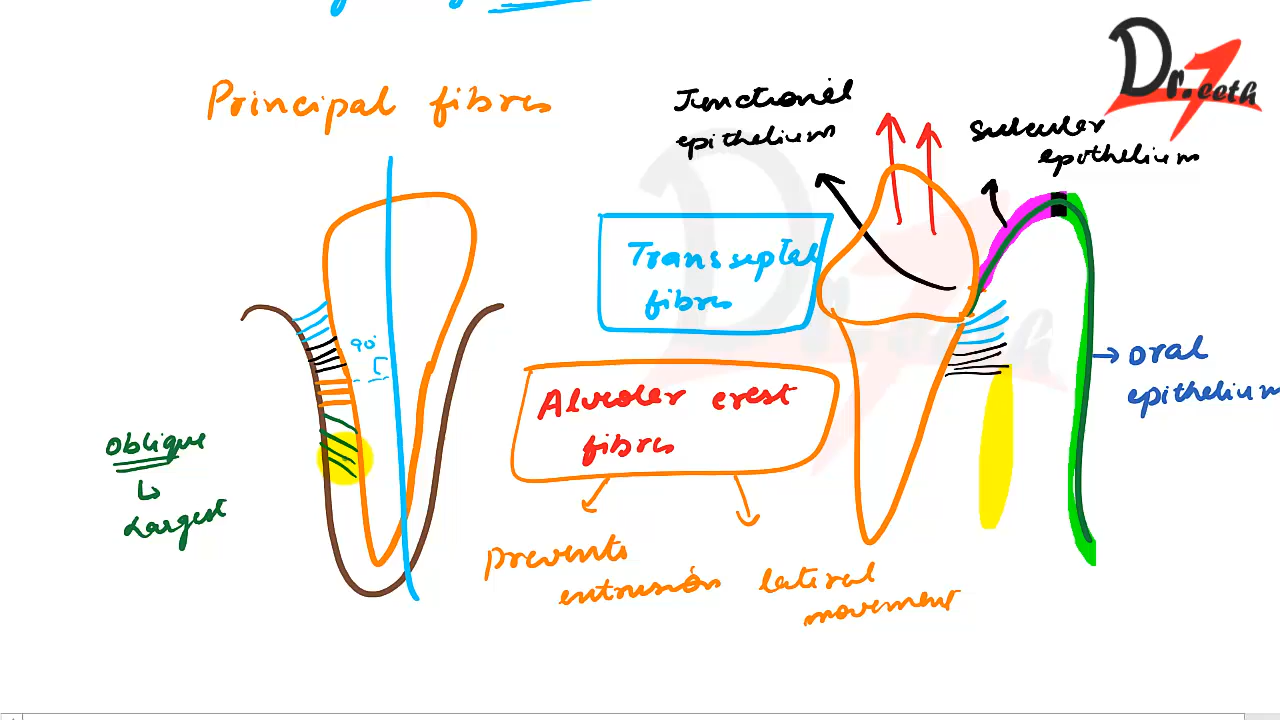 Principal fibres
Junctional
epithelium
sulcular
epithelium
Dr.Teeth
Transseptal
fibres
90°
Alveolar crest
fibres
oral
epithelium
oblique
Largest
prevents
extrusion
lateral
movement